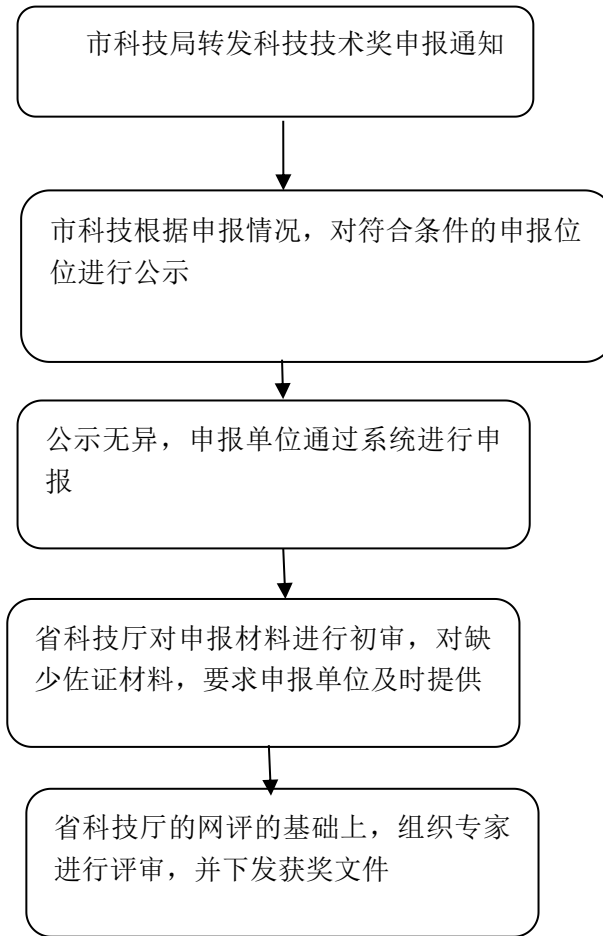 市科技局转发科技技术奖申报通知
市科技根据申报情况，对符合条件的申报位
位进行公示
公示无异，申报单位通过系统进行申
报
省科技厅对申报材料进行初审，对缺
少佐证材料，要求申报单位及时提供
省科技厅的网评的基础上，组织专家
进行评审，并下发获奖文件